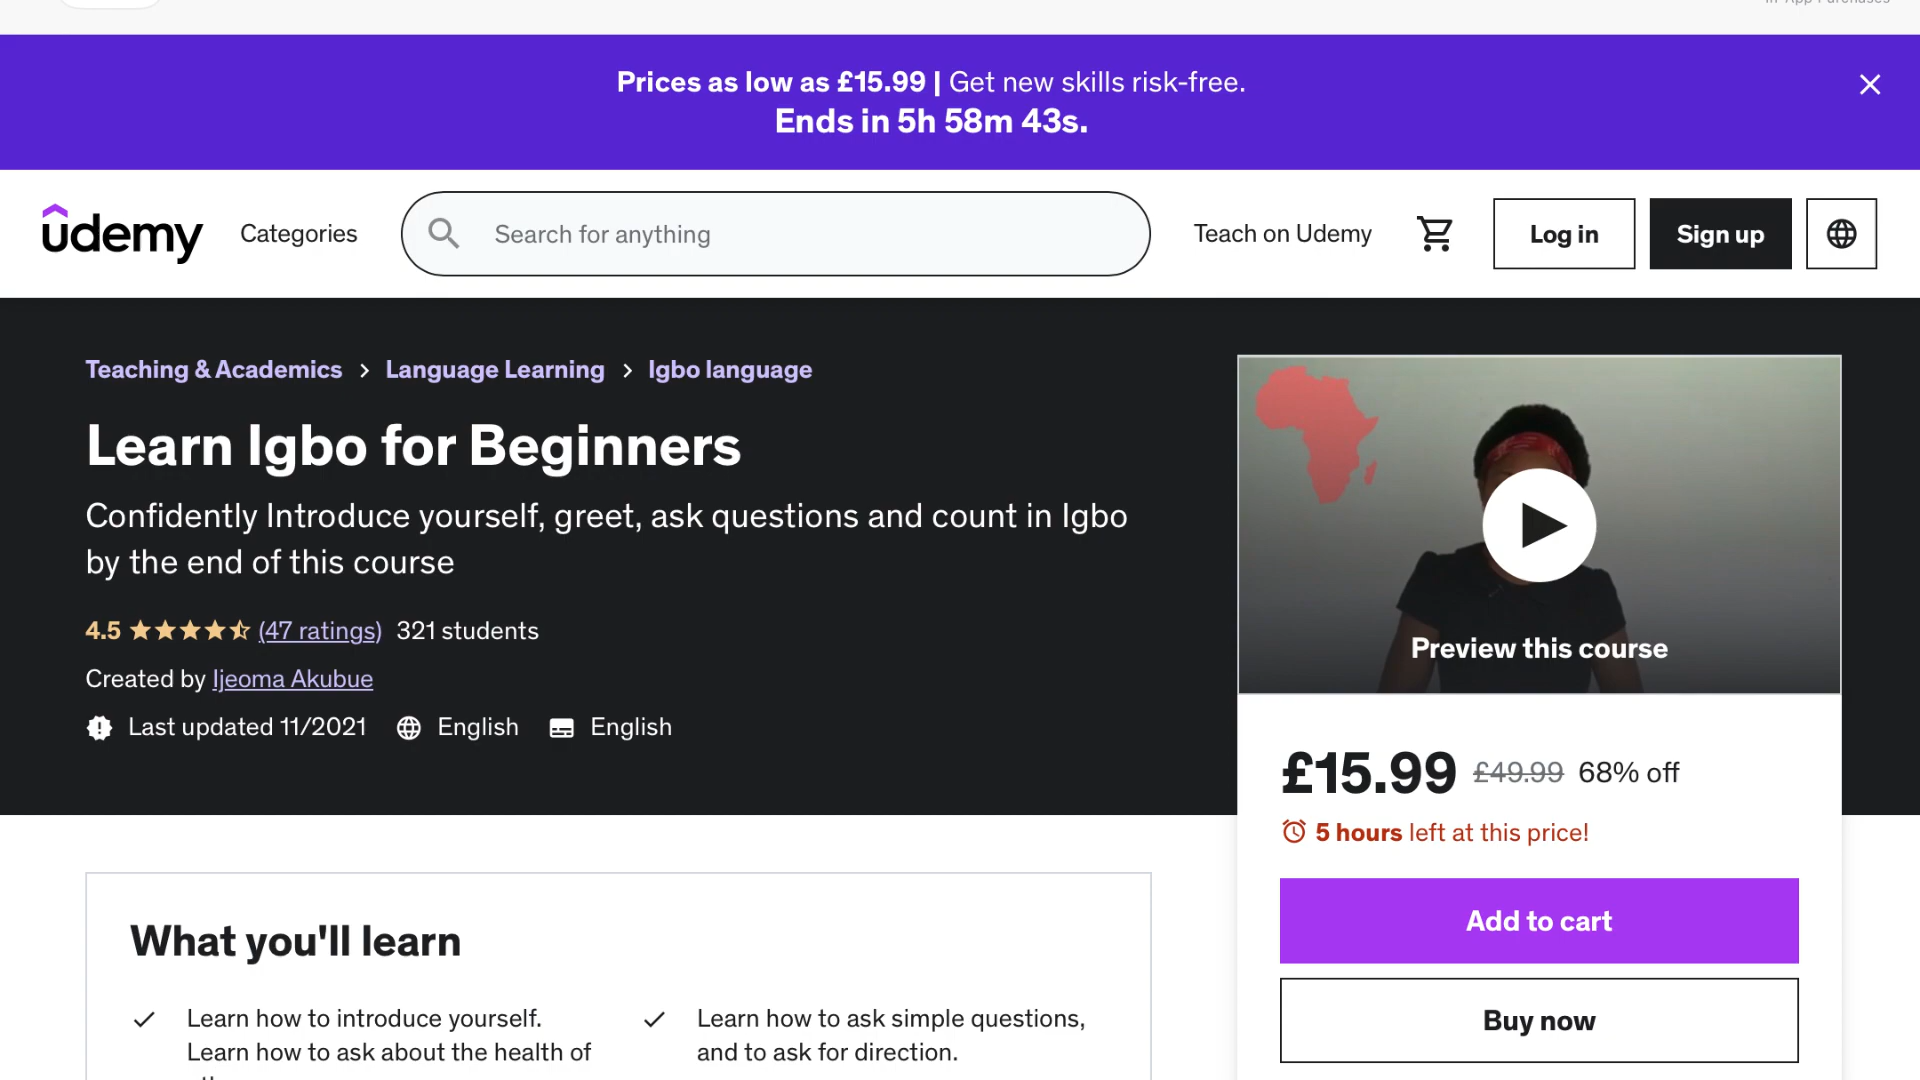 Prices as low as £15.99 | Get new skills risk-free.
Ends in 5h 58m 43s.
udemy
Categories
Search for anything
Teach on Udemy
Log in
Sign up
Teaching & Academics > Language Learning > Igbo language
Learn Igbo for Beginners
Confidently Introduce yourself, greet, ask questions and count in Igbo
by the end of this course
4.5 (47 ratings) 321 students
Created by Ijeoma Akubue
Last updated 11/2021 English English
Preview this course
£15.99 £49.99 68% off
5 hours left at this price!
Add to cart
Buy now
What you'll learn
Learn how to introduce yourself.
Learn how to ask about the health of
Learn how to ask simple questions,
and to ask for direction.